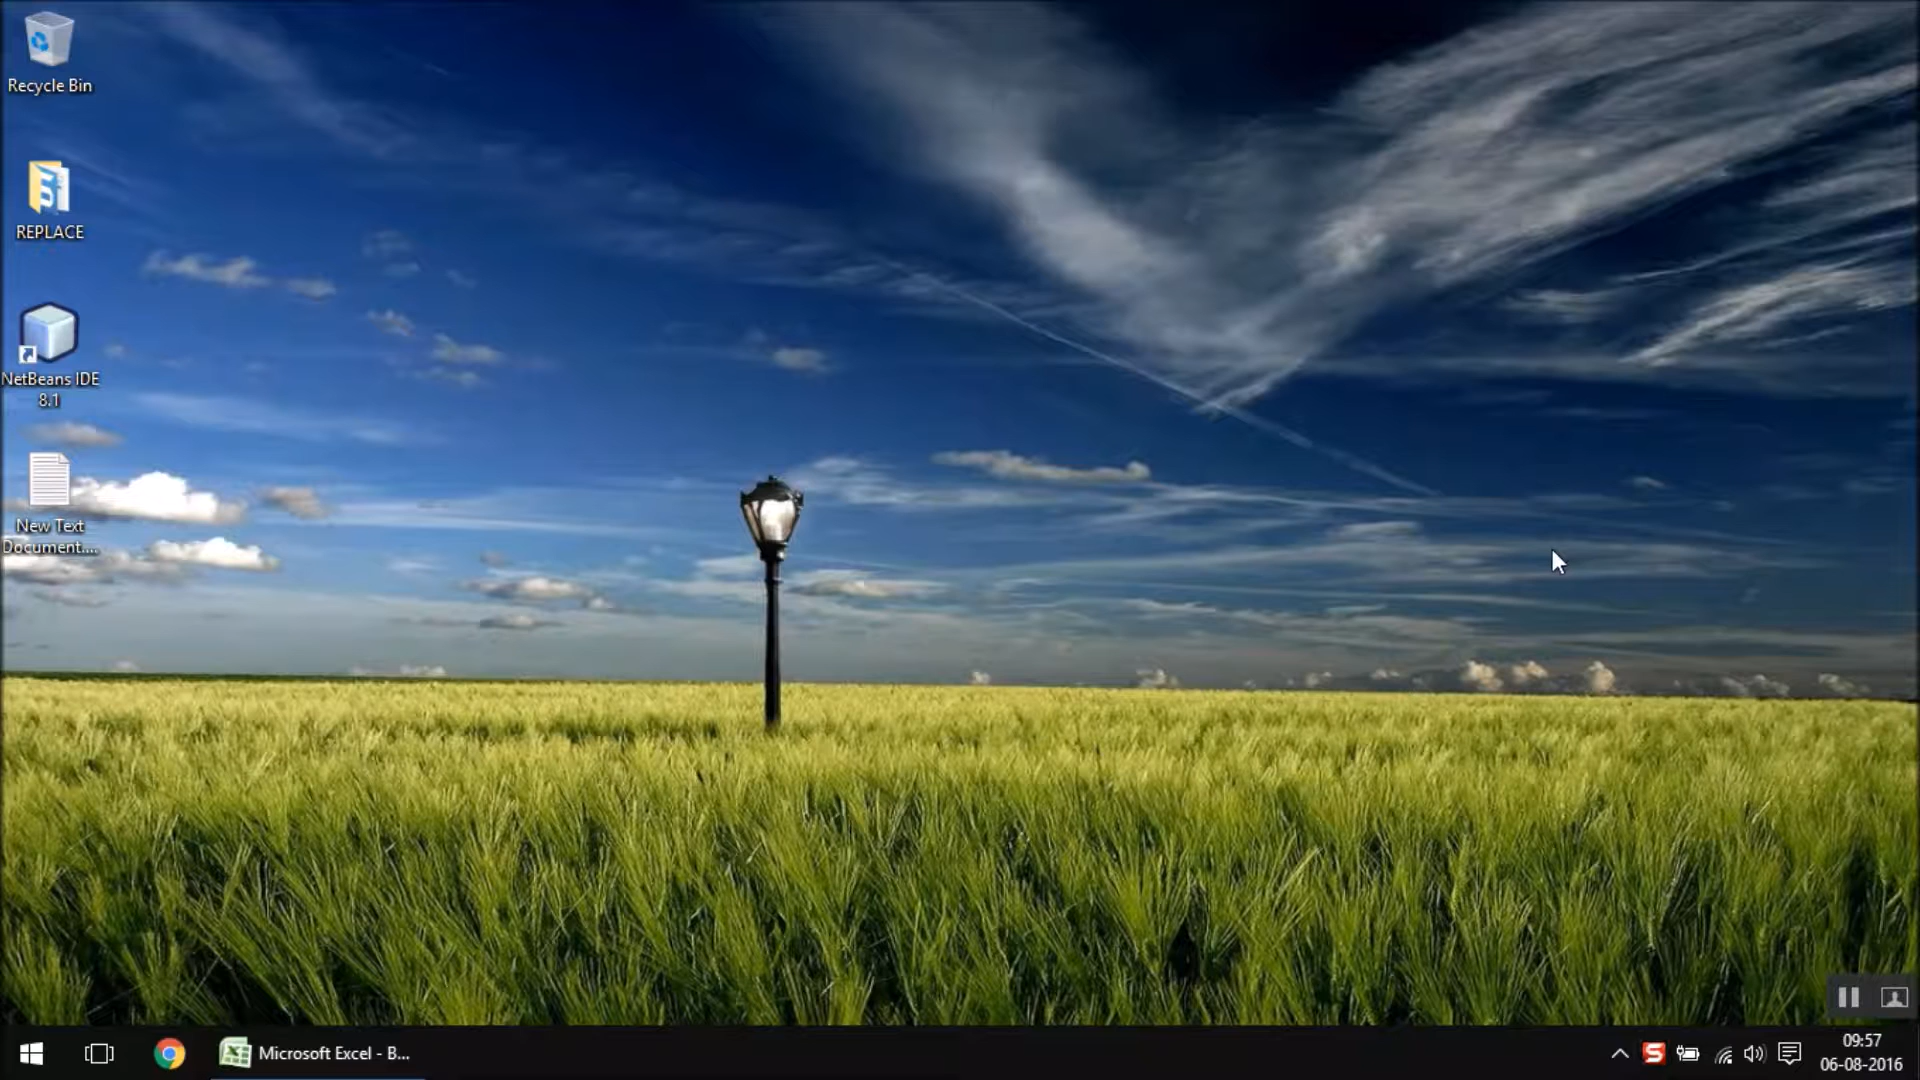 Recycle Bin
REPLACE
NetBeans IDE
8.1
New Text
Document....
Microsoft Excel - B...
09:57
06-08-2016